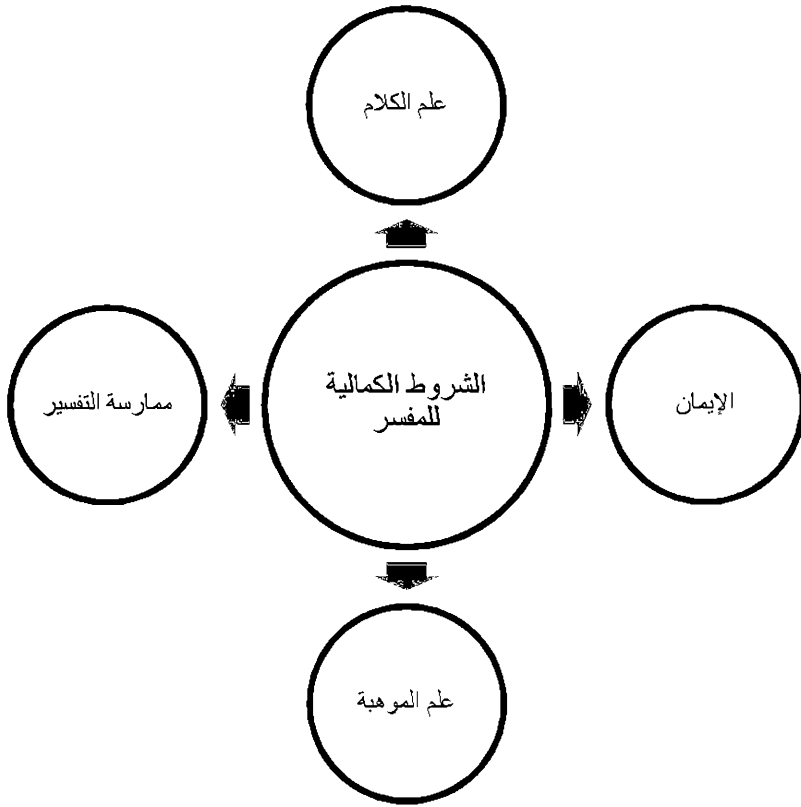 علم الكلام
الشروط الكمالية
للمفسر
الإيمان
ممارسة التفسير
علم الموهبة